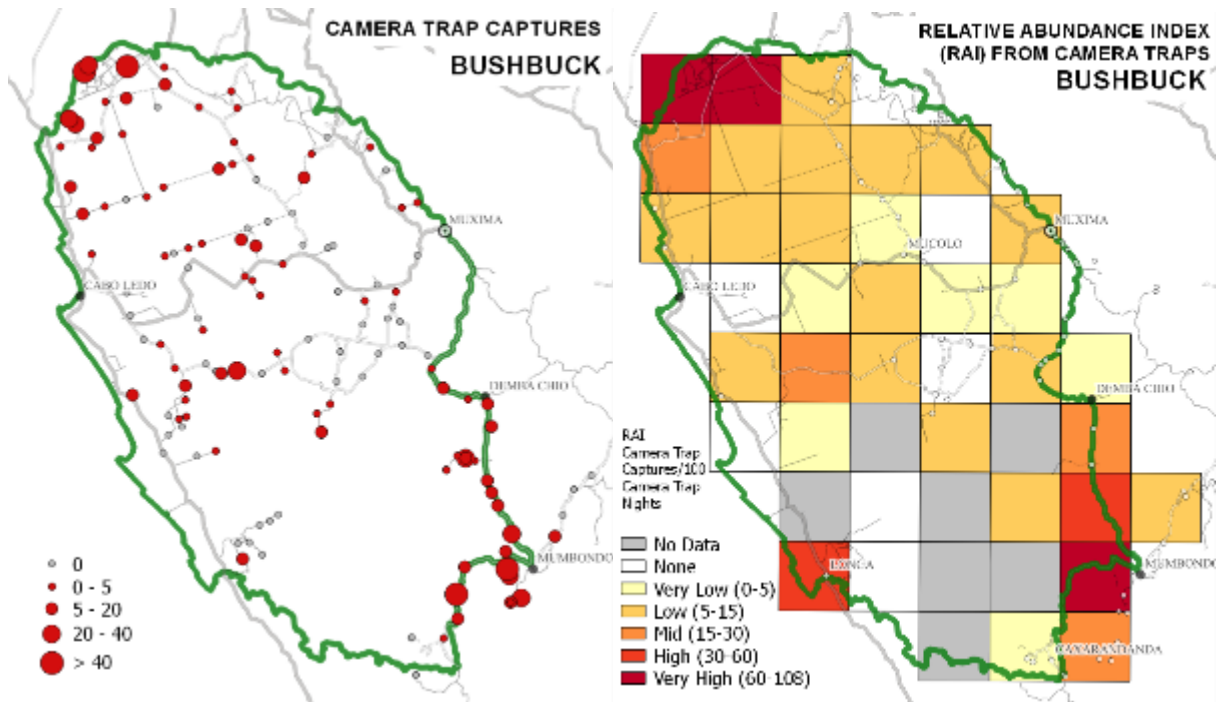 CAMERA TRAP CAPTURES
BUSHBUCK
MUXIMA
CABO LEDO
DEMBA CHIO
MUMBONDO
0
0 - 5
5 - 20
20 - 40
> 40
RELATIVE ABUNDANCE INDEX
(RAI) FROM CAMERA TRAPS
BUSHBUCK
MUXIMA
MUCOLO
CABO LEDO
DEMBA CHIO
RAI
Camera Trap
Captures/100
Camera Trap
Nights
No Data
None
Very Low (0-5)
Low (5-15)
Mid (15-30)
High (30-60)
Very High (60-108)
LONGA
MUMBONDO